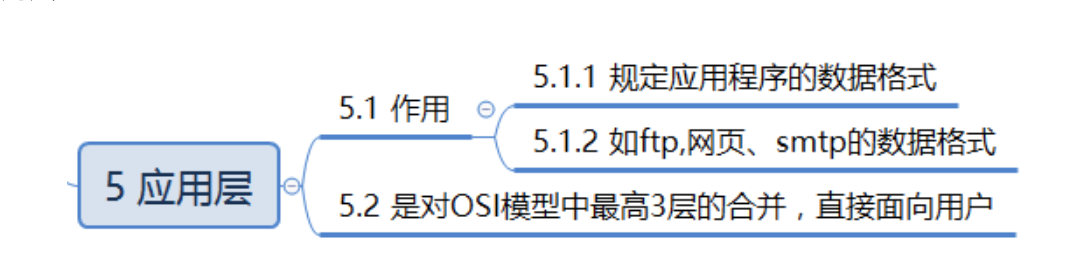 5.1.1 规定应用程序的数据格式
5.1 作用
5.1.2 如ftp,网页、smtp的数据格式
5 应用层
5.2 是对OSI模型中最高3层的合并，直接面向用户